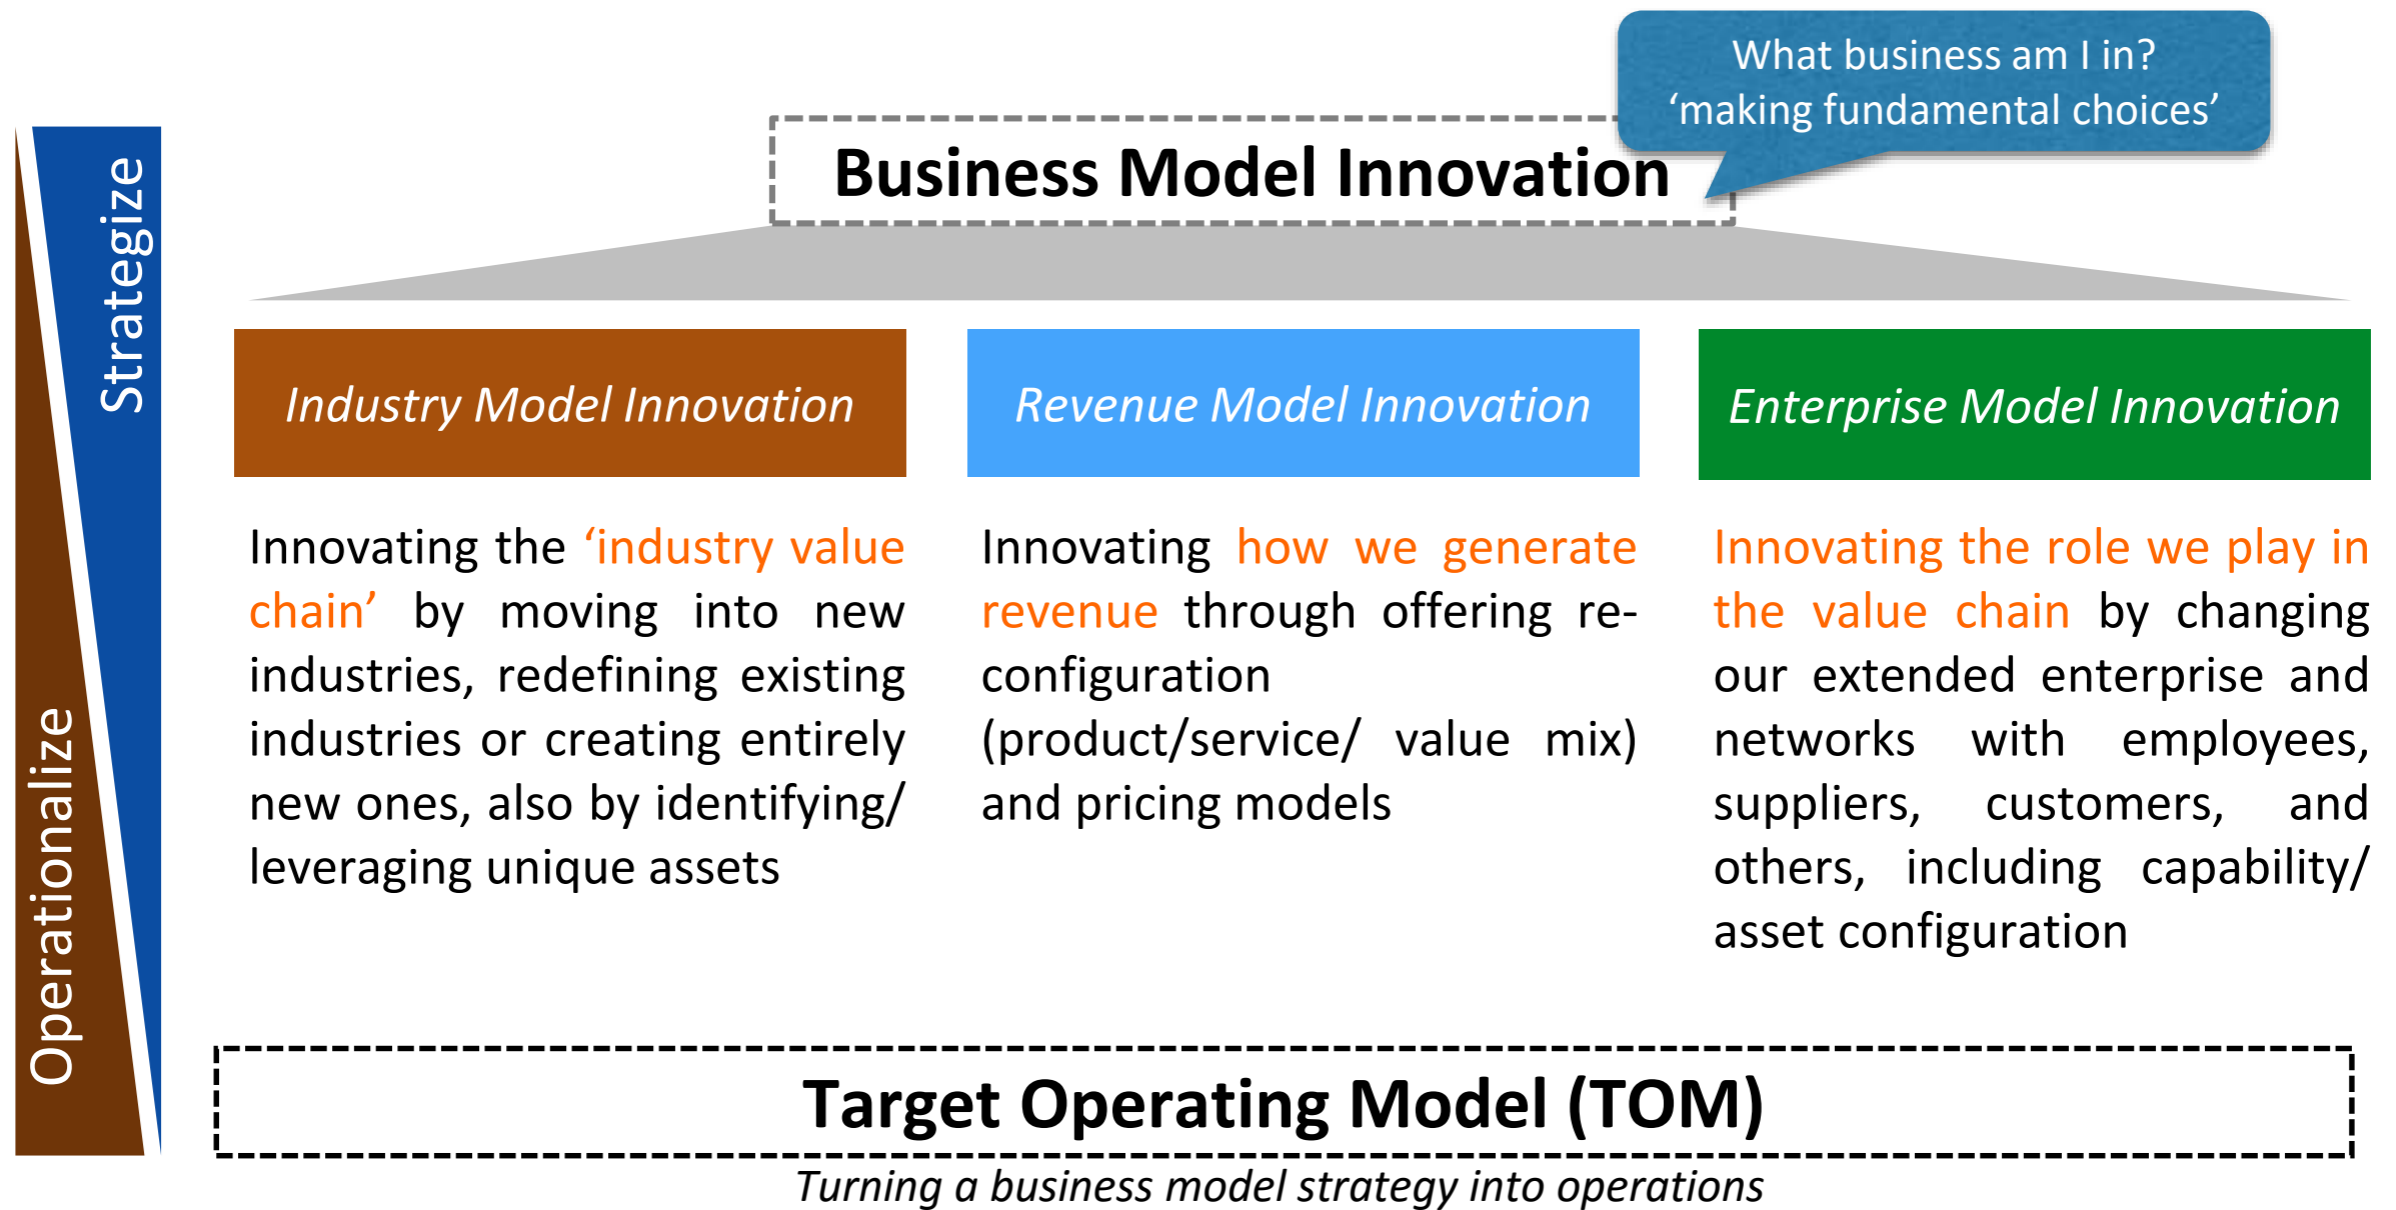 What business am I in?
‘making fundamental choices’
Business Model Innovation
Strategize
Operationalize
Industry Model Innovation
Innovating the ‘industry value
chain’ by moving into new
industries, redefining existing
industries or creating entirely
new ones, also by identifying/
leveraging unique assets
Revenue Model Innovation
Innovating how we generate
revenue through offering re-
configuration
(product/service/ value mix)
and pricing models
Enterprise Model Innovation
Innovating the role we play in
the value chain by changing
our extended enterprise and
networks with employees,
suppliers, customers, and
others, including capability/
asset configuration
Target Operating Model (TOM)
Turning a business model strategy into operations